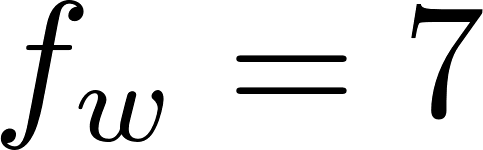 f_w = 7